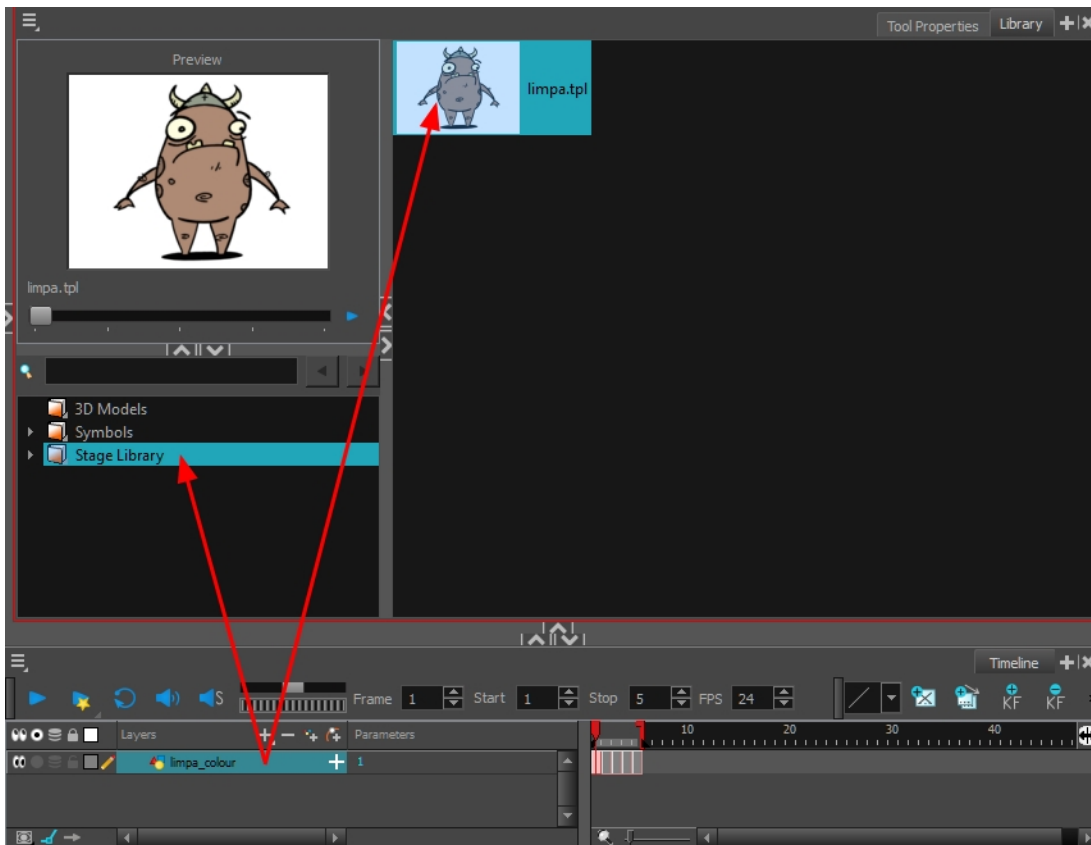 Tool Properties Library
Preview
limpa.tpl
limpa.tpl
3D Models
Symbols
Stage Library
Timeline
Frame 1 Start 1 Stop 5 FPS 24 KF KF
Layers Parameters 10 20 30 40
limpa_colour 1